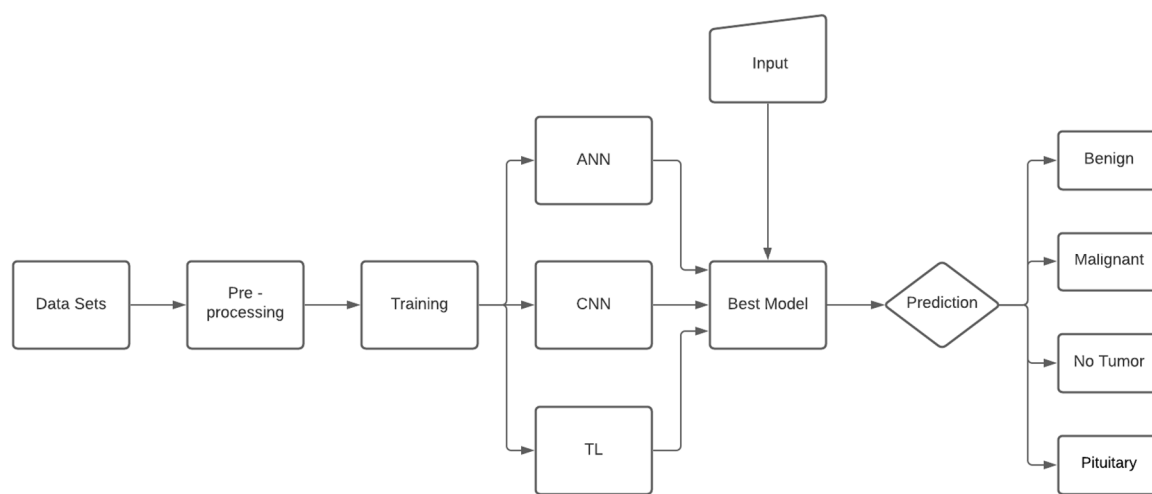 Data Sets
Pre -
processing
Training
ANN
CNN
TL
Input
Best Model
Prediction
Benign
Malignant
No Tumor
Pituitary